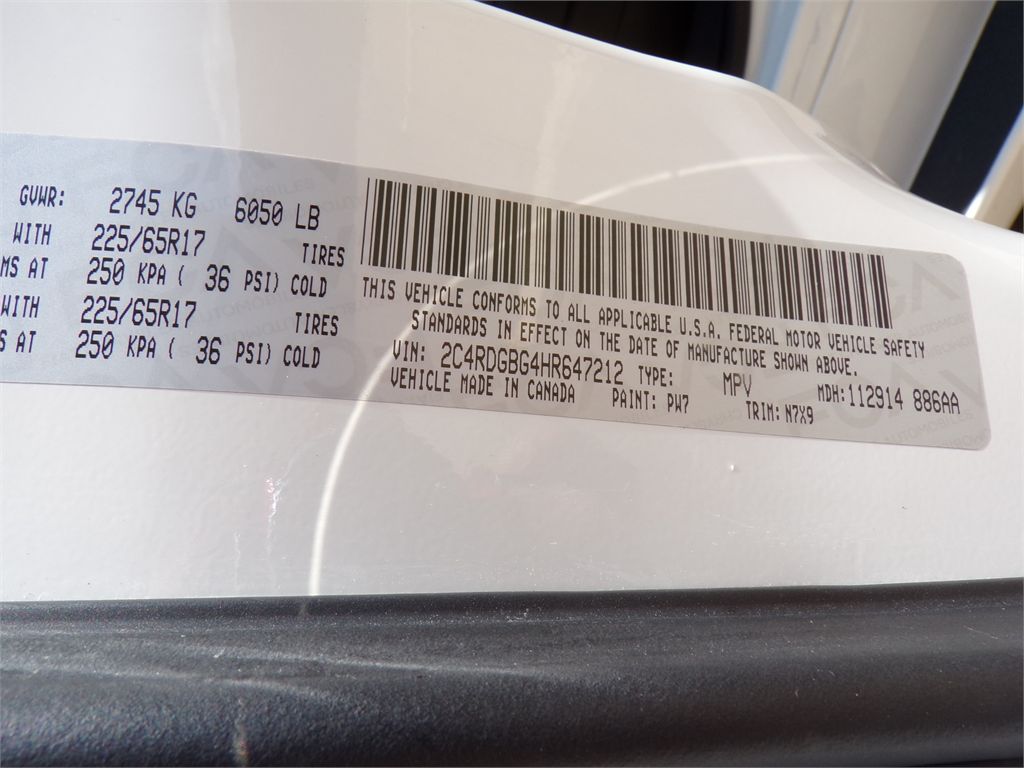 GVWR: 2745 KG 6050 LB
WITH 225/65R17 TIRES
MS AT 250 KPA ( 36 PSI) COLD
WITH 225/65R17 TIRES
S AT 250 KPA ( 36 PSI) COLD
THIS VEHICLE CONFORMS TO ALL APPLICABLE U.S.A. FEDERAL MOTOR VEHICLE SAFETY
STANDARDS IN EFFECT ON THE DATE OF MANUFACTURE SHOWN ABOVE.
VIN: 2C4RDGBG4HR647212 TYPE: MPV MDH:112914 886AA
VEHICLE MADE IN CANADA PAINT: PW7 TRIM: N7X9